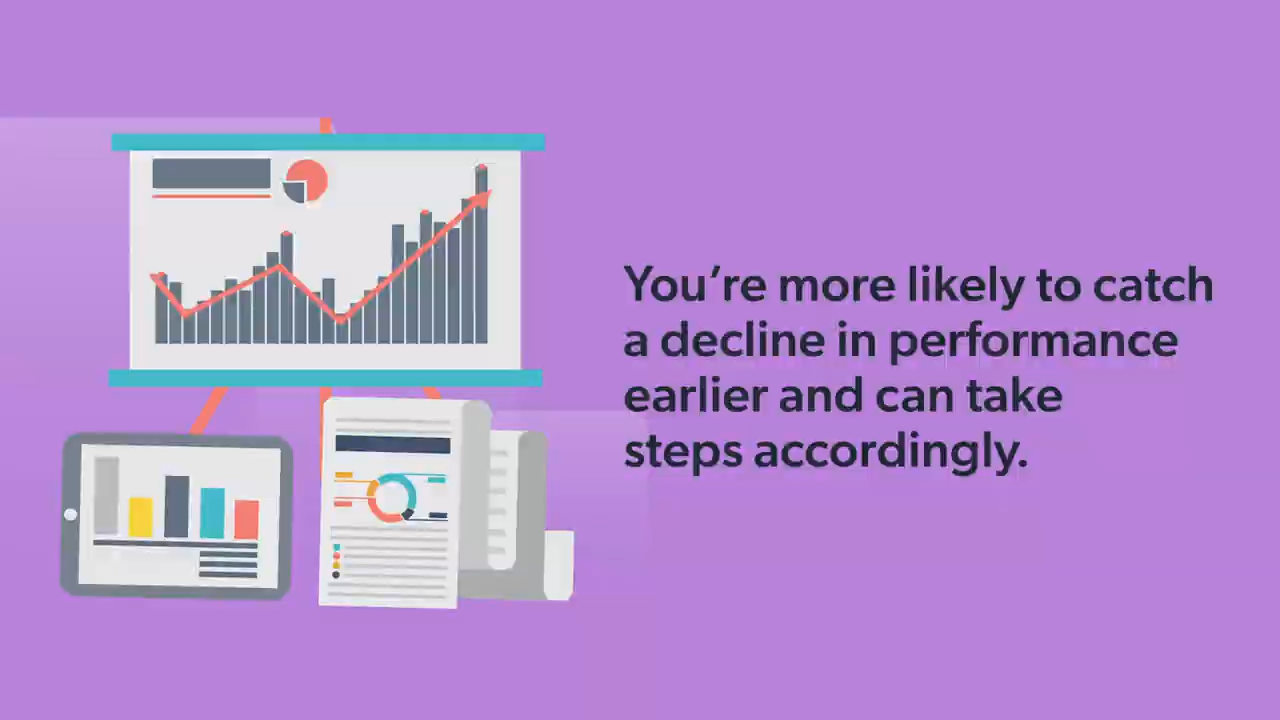 You’re more likely to catch
a decline in performance
earlier and can take
steps accordingly.